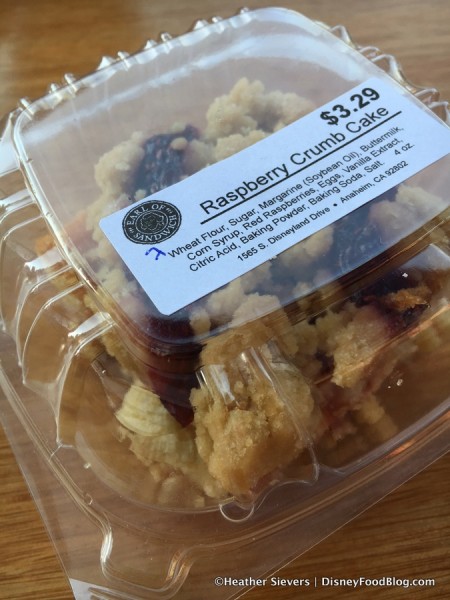 $3.29
Raspberry Crumb Cake
Wheat Flour, Sugar, Margarine (Soybean Oil), Buttermilk,
Corn Syrup, Red Raspberries, Eggs, Vanilla Extract,
Citric Acid, Baking Powder, Baking Soda, Salt. 4 oz.
1565 S. Disneyland Drive • Anaheim, CA 92802
EARL OF SANDWICH
©Heather Sievers | DisneyFoodBlog.com